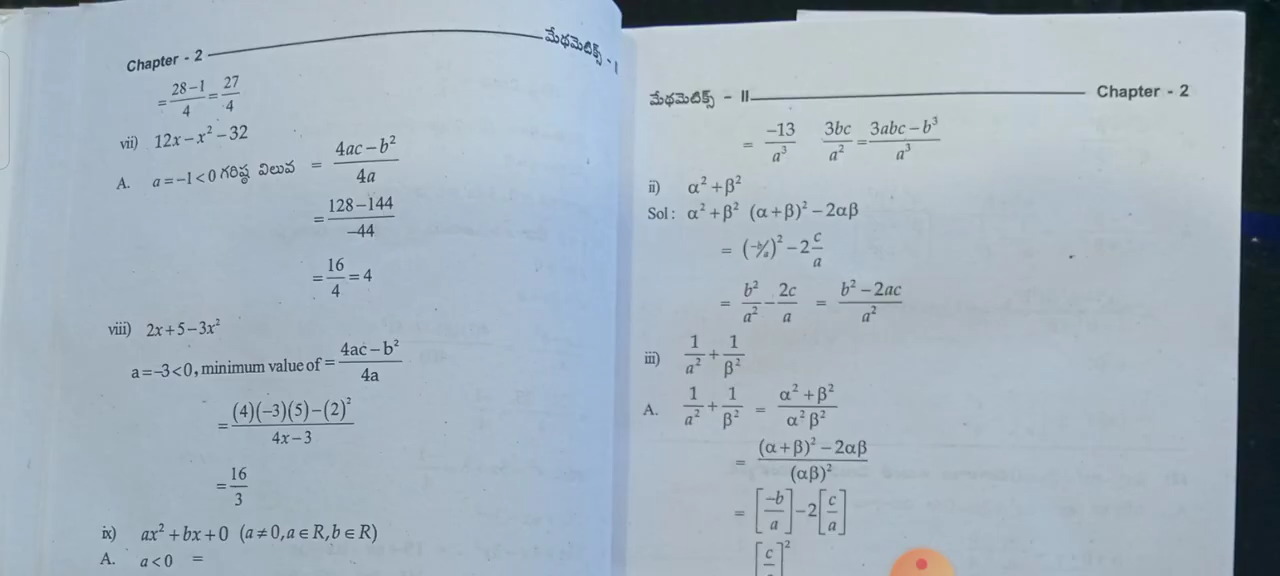 Chapter - 2 మేథమెటిక్స్ - I
= 28−1/4 = 27/4
vii) 12x − x² − 32
A. a = −1 < 0 గరిష్ఠ విలువ = 4ac − b²/4a
= 128 − 144/−44
= 16/4 = 4
viii) 2x + 5 − 3x²
a = −3 < 0, minimum value of = 4ac − b²/4a
= (4)(−3)(5) − (2)²/4x − 3
= 16/3
ix) ax² + bx + 0 (a ≠ 0, a ∈ R, b ∈ R)
A. a < 0 =
మేథమెటిక్స్ - II Chapter - 2
= −13/a³ 3bc/a² = 3abc − b³/a³
ii) α² + β²
Sol : α² + β² (α + β)² − 2αβ
= (−b/a)² − 2 c/a
= b²/a² − 2c/a = b² − 2ac/a²
iii) 1/a² + 1/β²
A. 1/a² + 1/β² = α² + β²/α² β²
= (α + β)² − 2αβ/(αβ)²
= [−b/a] − 2[c/a]
[c/]²